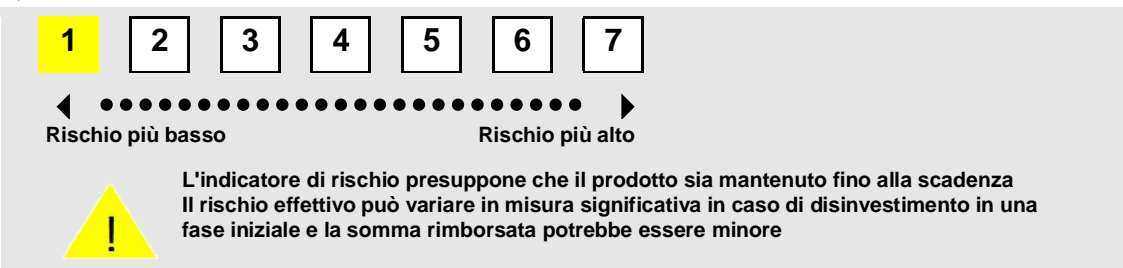 1 2 3 4 5 6 7
Rischio più basso Rischio più alto
L'indicatore di rischio presuppone che il prodotto sia mantenuto fino alla scadenza
Il rischio effettivo può variare in misura significativa in caso di disinvestimento in una
! fase iniziale e la somma rimborsata potrebbe essere minore